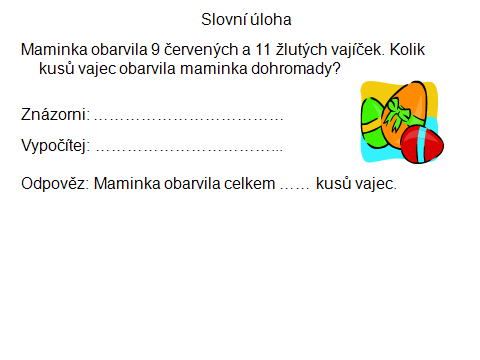 Slovní úloha
Maminka obarvila 9 červených a 11 žlutých vajíček. Kolik
kusů vajec obarvila maminka dohromady?
Znázorni: ………………………………
Vypočítej: ……………………………..
Odpověz: Maminka obarvila celkem …… kusů vajec.